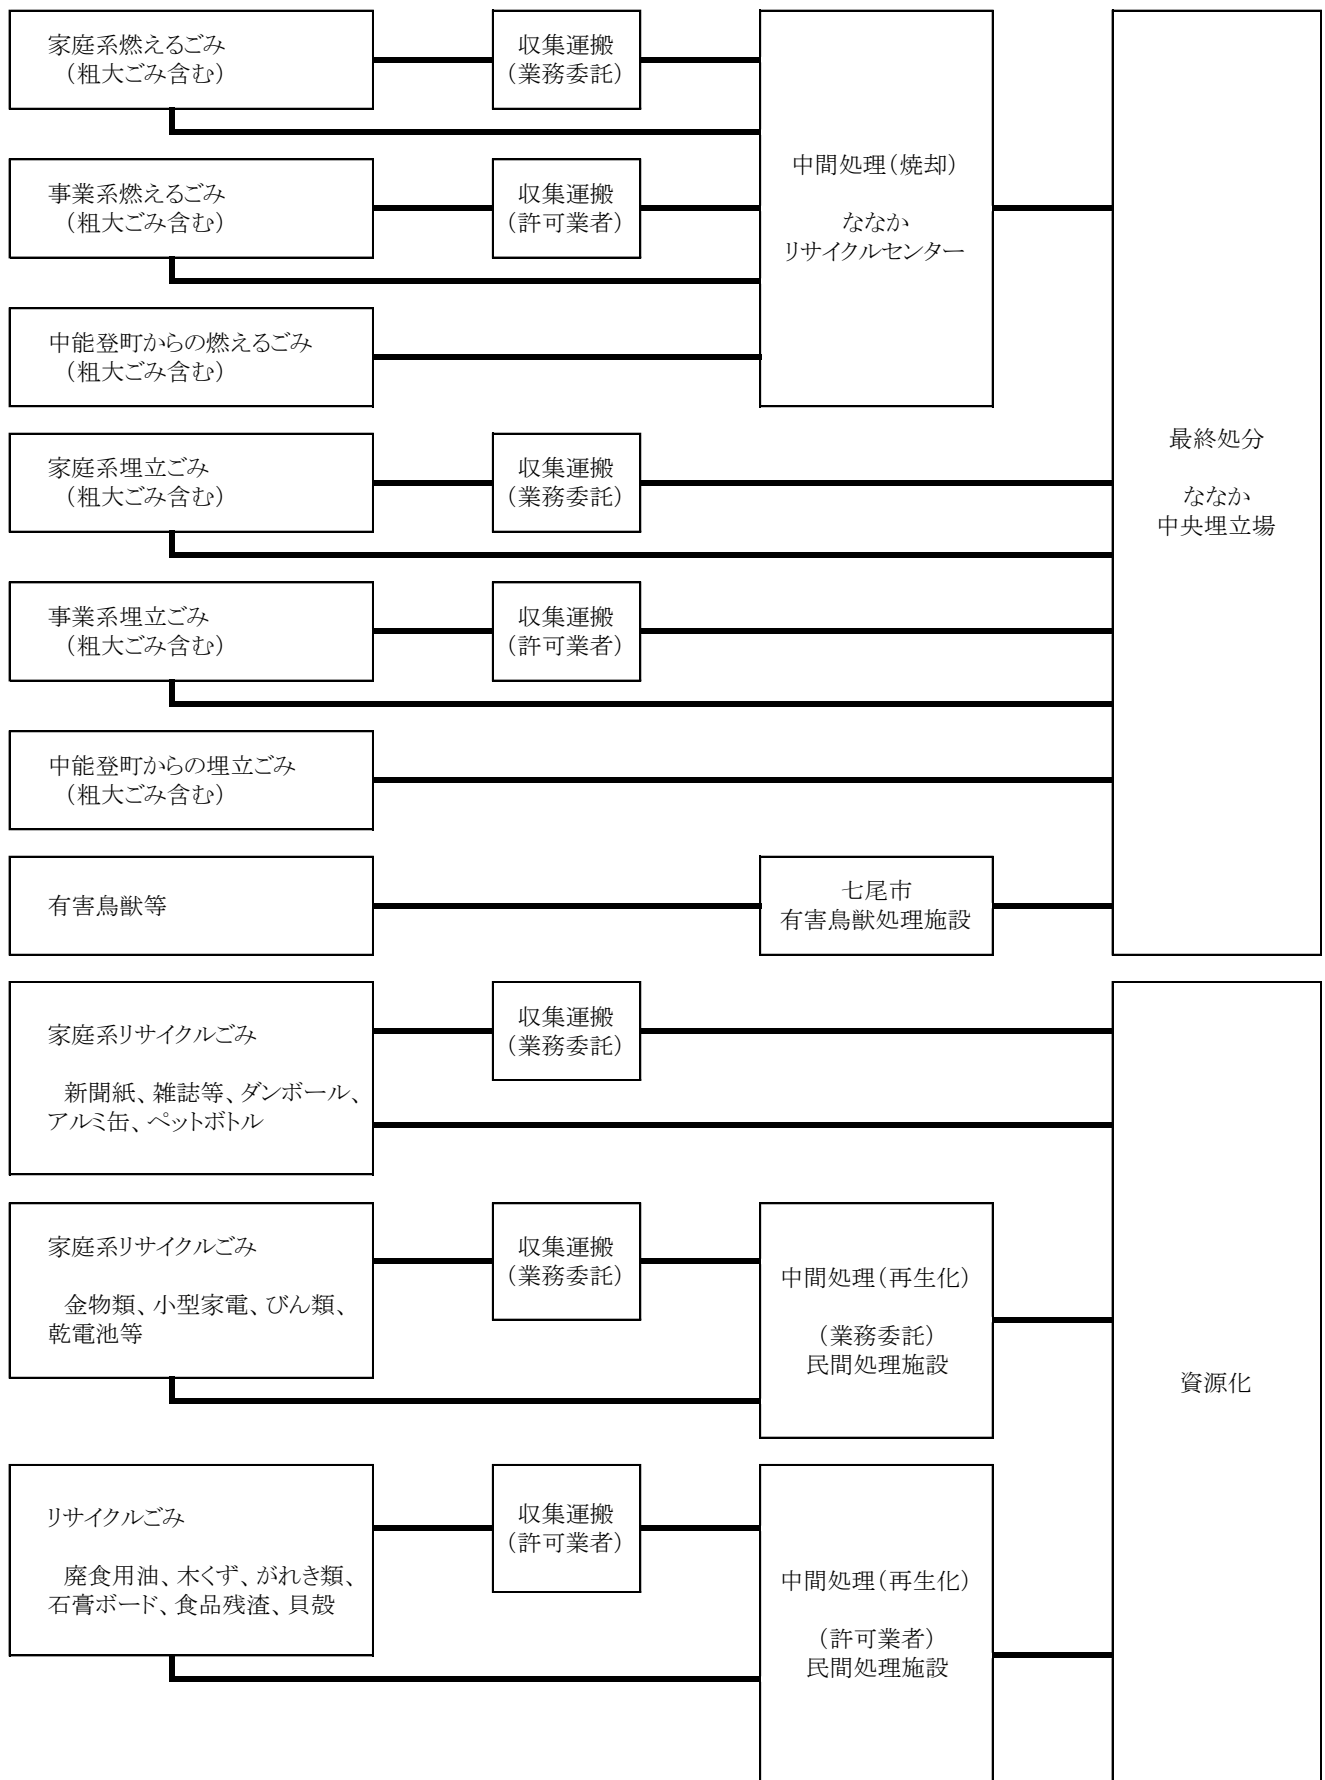 家庭系燃えるごみ
（粗大ごみ含む）
収集運搬
（業務委託）
事業系燃えるごみ
（粗大ごみ含む）
収集運搬
（許可業者）
中能登町からの燃えるごみ
（粗大ごみ含む）
中間処理（焼却）
ななか
リサイクルセンター
家庭系埋立ごみ
（粗大ごみ含む）
収集運搬
（業務委託）
事業系埋立ごみ
（粗大ごみ含む）
収集運搬
（許可業者）
中能登町からの埋立ごみ
（粗大ごみ含む）
有害鳥獣等
七尾市
有害鳥獣処理施設
最終処分
ななか
中央埋立場
家庭系リサイクルごみ
新聞紙、雑誌等、ダンボール、
アルミ缶、ペットボトル
収集運搬
（業務委託）
家庭系リサイクルごみ
金物類、小型家電、びん類、
乾電池等
収集運搬
（業務委託）
中間処理（再生化）
（業務委託）
民間処理施設
リサイクルごみ
廃食用油、木くず、がれき類、
石膏ボード、食品残渣、貝殻
収集運搬
（許可業者）
中間処理（再生化）
（許可業者）
民間処理施設
資源化